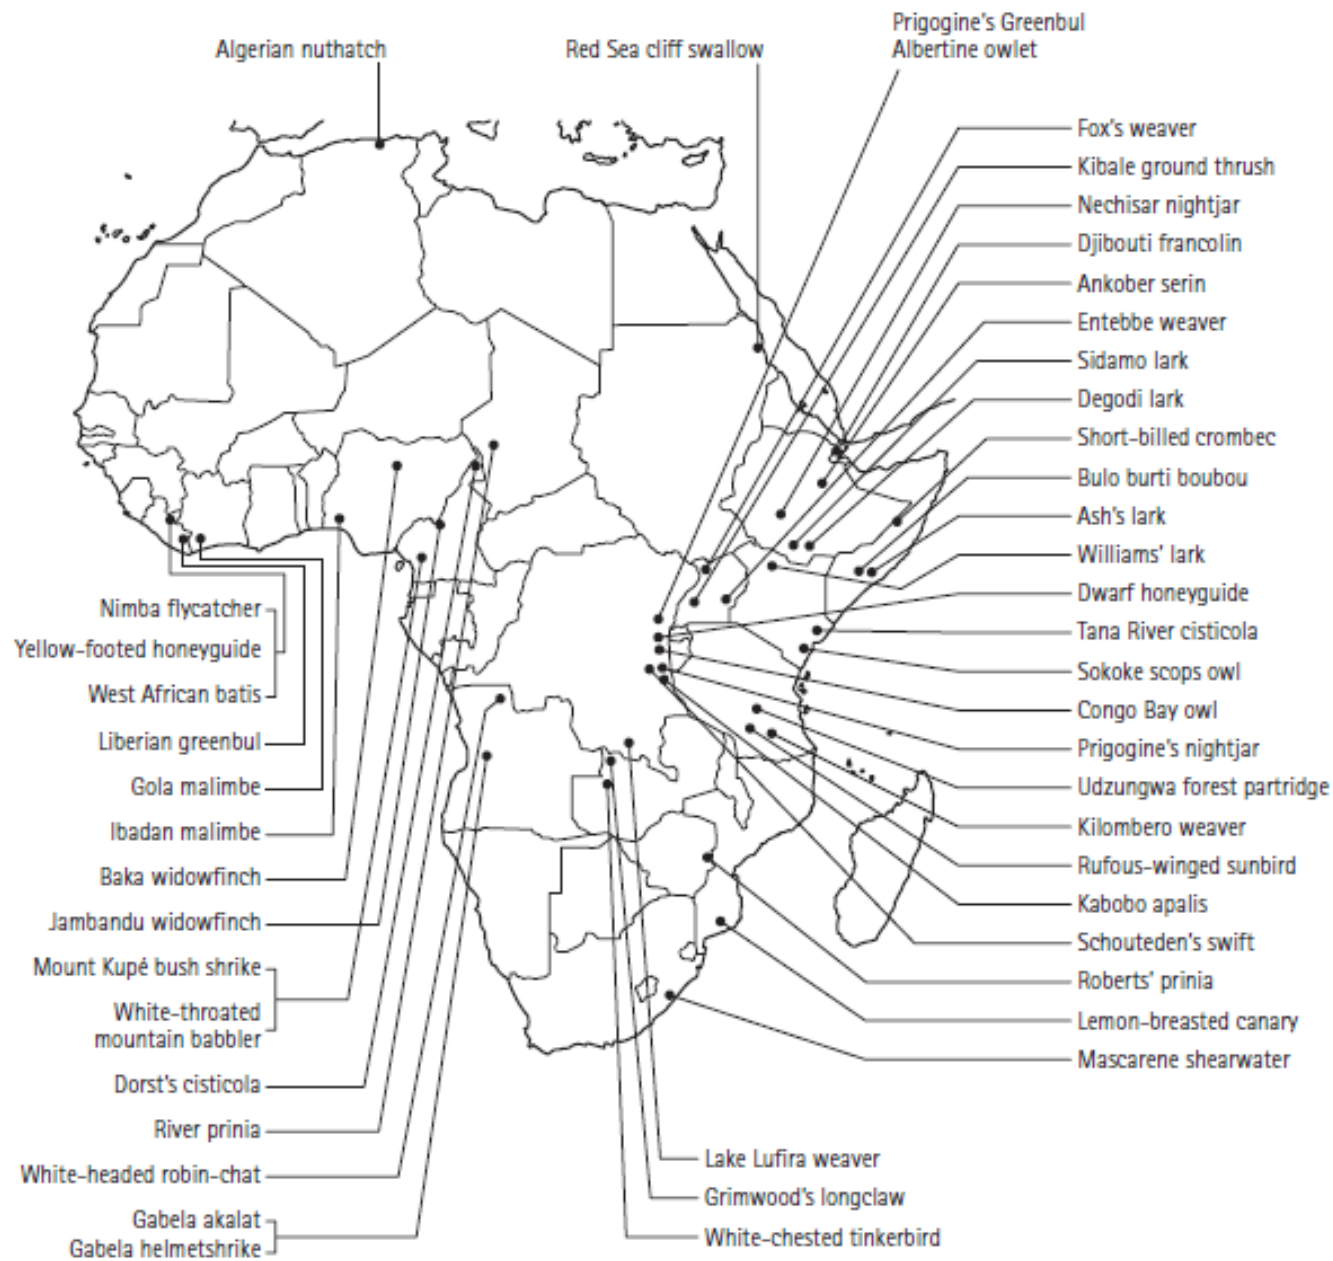 Prigogine's Greenbul
Algerian nuthatch
Red Sea cliff swallow
Albertine owlet
Fox's weaver
Kibale ground thrush
Nechisar nightjar
Djibouti francolin
Ankober serin
Entebbe weaver
Sidamo lark
Degodi lark
Short-billed crombec
Bulo burti boubou
Ash's lark
Williams' lark
Dwarf honeyguide
Tana River cisticola
Sokoke scops owl
Congo Bay owl
Prigogine's nightjar
Udzungwa forest partridge
Kilombero weaver
Rufous-winged sunbird
Kabobo apalis
Schouteden's swift
Roberts' prinia
Lemon-breasted canary
Mascarene shearwater
Nimba flycatcher
Yellow-footed honeyguide
West African batis
Liberian greenbul
Gola malimbe
Ibadan malimbe
Baka widowfinch
Jambandu widowfinch
Mount Kupé bush shrike
White-throated
mountain babbler
Dorst's cisticola
River prinia
White-headed robin-chat
Gabela akalat
Gabela helmetshrike
Lake Lufira weaver
Grimwood's longclaw
White-chested tinkerbird